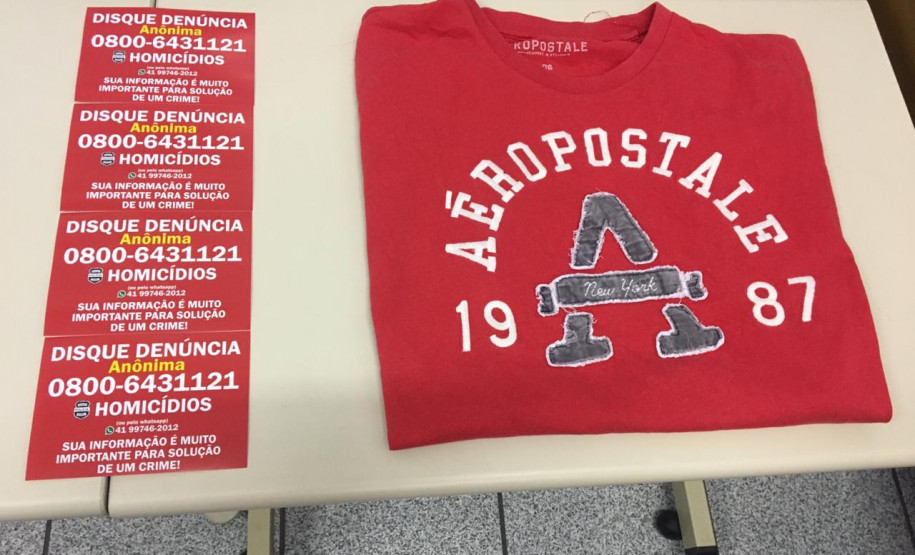 DISQUE DENÚNCIA
Anônima
0800-6431121
HOMICÍDIOS
(ou pelo whatsapp)
41 99746-2012
SUA INFORMAÇÃO É MUITO
IMPORTANTE PARA SOLUÇÃO
DE UM CRIME!
DISQUE DENÚNCIA
Anônima
0800-6431121
HOMICÍDIOS
(ou pelo whatsapp)
41 99746-2012
SUA INFORMAÇÃO É MUITO
IMPORTANTE PARA SOLUÇÃO
DE UM CRIME!
DISQUE DENÚNCIA
Anônima
0800-6431121
HOMICÍDIOS
(ou pelo whatsapp)
41 99746-2012
SUA INFORMAÇÃO É MUITO
IMPORTANTE PARA SOLUÇÃO
DE UM CRIME!
DISQUE DENÚNCIA
Anônima
0800-6431121
HOMICÍDIOS
(ou pelo whatsapp)
41 99746-2012
SUA INFORMAÇÃO É MUITO
IMPORTANTE PARA SOLUÇÃO
DE UM CRIME!
ROPOSTALE
AÉROPOSTALE
A
New York
19 87